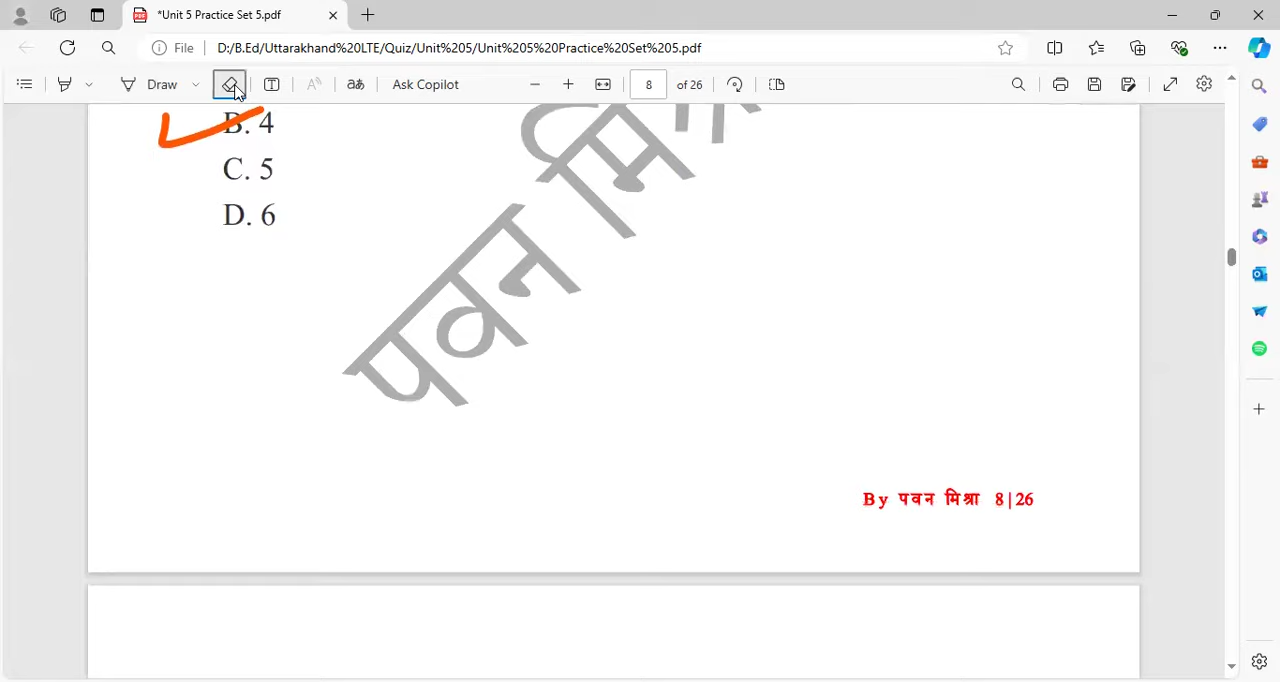 *Unit 5 Practice Set 5.pdf
File D:/B.Ed/Uttarakhand%20LTE/Quiz/Unit%205/Unit%205%20Practice%20Set%205.pdf
Draw Ask Copilot 8 of 26
B. 4
C. 5
D. 6
पवन मिश्रा
By पवन मिश्रा 8|26